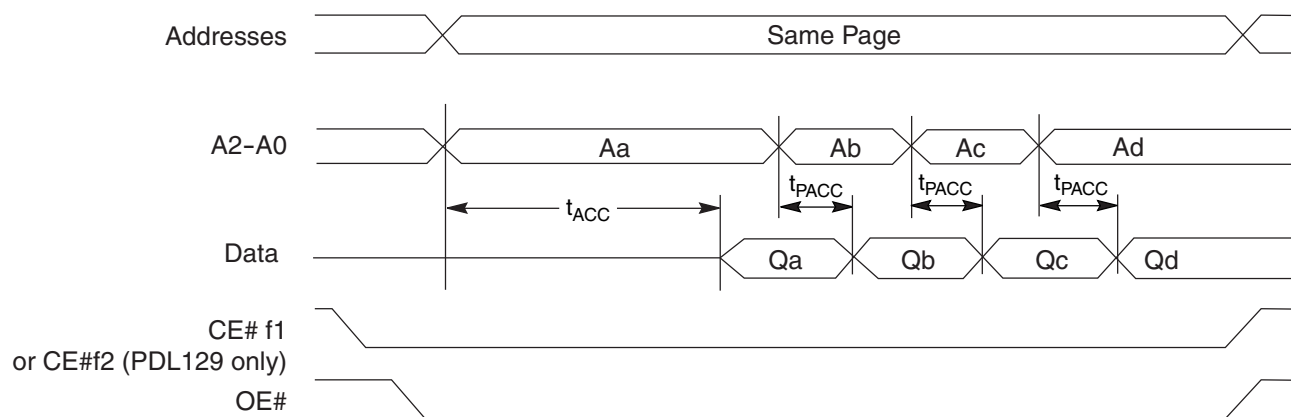 Addresses
Same Page
A2-A0
Aa
Ab
Ac
Ad
tACC
tPACC
tPACC
tPACC
Data
Qa
Qb
Qc
Qd
CE# f1
or CE#f2 (PDL129 only)
OE#